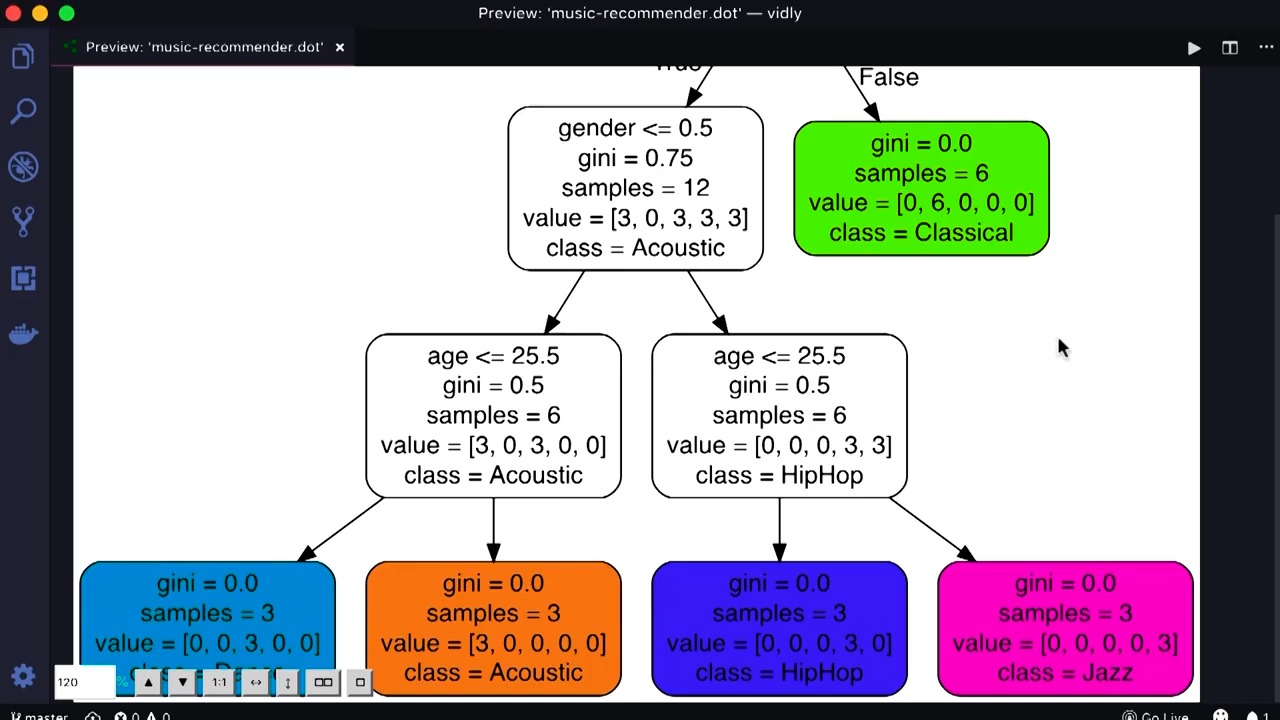 Preview: 'music-recommender.dot' — vidly
Preview: 'music-recommender.dot' ×
True
False
gender <= 0.5
gini = 0.75
samples = 12
value = [3, 0, 3, 3, 3]
class = Acoustic
gini = 0.0
samples = 6
value = [0, 6, 0, 0, 0]
class = Classical
age <= 25.5
gini = 0.5
samples = 6
value = [3, 0, 3, 0, 0]
class = Acoustic
age <= 25.5
gini = 0.5
samples = 6
value = [0, 0, 0, 3, 3]
class = HipHop
gini = 0.0
samples = 3
value = [0, 0, 3, 0, 0]
class = Dance
gini = 0.0
samples = 3
value = [3, 0, 0, 0, 0]
class = Acoustic
gini = 0.0
samples = 3
value = [0, 0, 0, 3, 0]
class = HipHop
gini = 0.0
samples = 3
value = [0, 0, 0, 0, 3]
class = Jazz
120 % 1:1
master 0 0 Go Live 1